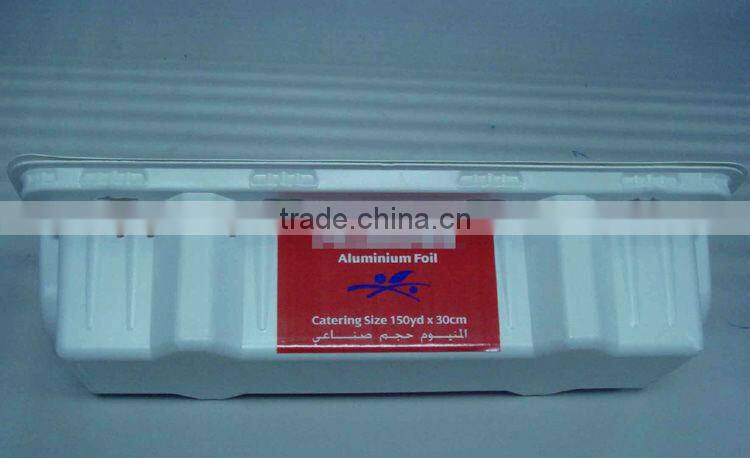 trade.china.cn
Aluminium Foil
Catering Size 150yd x 30cm
المنيوم حجم صناعي